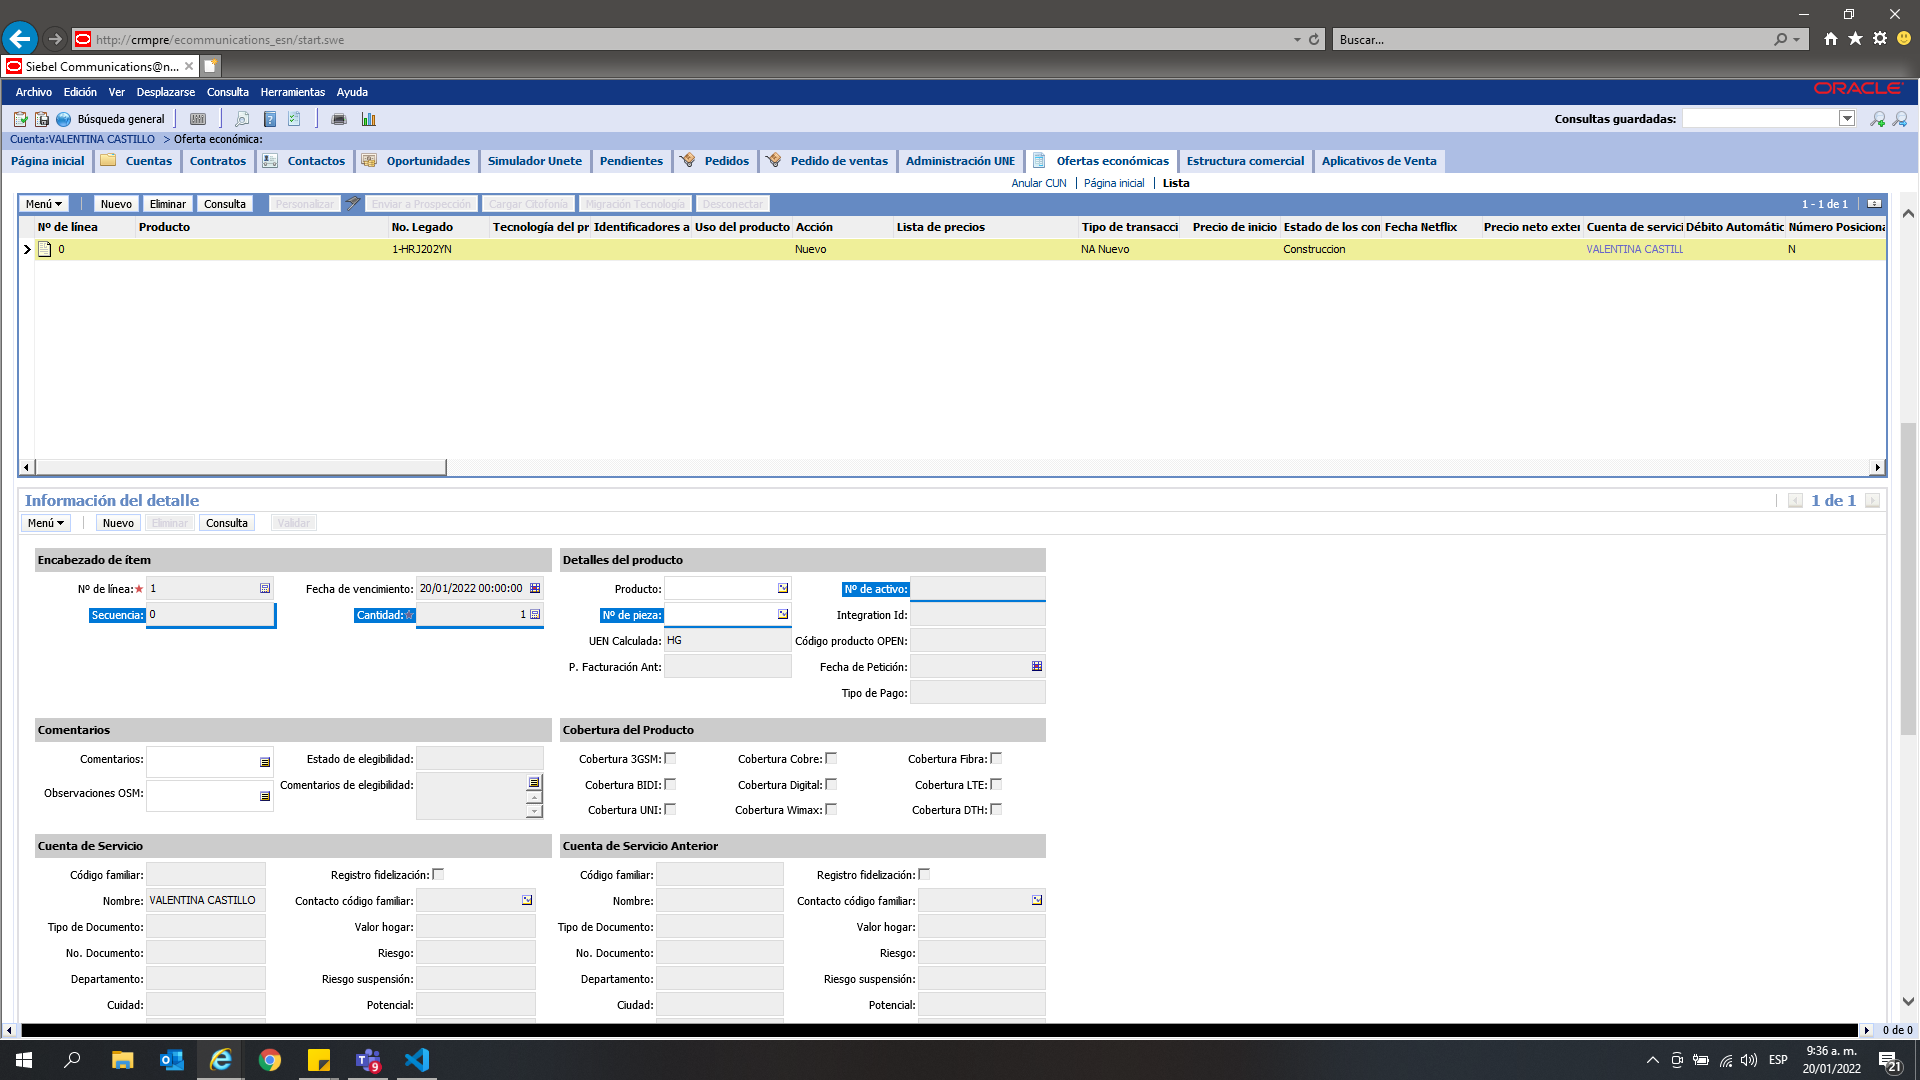 http://crmpre/ecommunications_esn/start.swe
Buscar...
Siebel Communications@n...
Archivo Edición Ver Desplazarse Consulta Herramientas Ayuda
ORACLE
Búsqueda general
Consultas guardadas:
Cuenta:VALENTINA CASTILLO > Oferta económica:
Página inicial Cuentas Contratos Contactos Oportunidades Simulador Unete Pendientes Pedidos Pedido de ventas Administración UNE Ofertas económicas Estructura comercial Aplicativos de Venta
Anular CUN Página inicial Lista
Menú Nuevo Eliminar Consulta Personalizar Enviar a Prospección Cargar Citofonía Migración Tecnología Desconectar 1 - 1 de 1
Nº de línea Producto No. Legado Tecnología del pr Identificadores a Uso del producto Acción Lista de precios Tipo de transacci Precio de inicio Estado de los con Fecha Netflix Precio neto exter Cuenta de servici Débito Automátic Número Posiciona
0 1-HRJ202YN Nuevo NA Nuevo Construccion VALENTINA CASTILL N
Información del detalle 1 de 1
Menú Nuevo Eliminar Consulta Validar
Encabezado de ítem Detalles del producto
Nº de línea: 1 Fecha de vencimiento: 20/01/2022 00:00:00 Producto: Nº de activo:
Secuencia: 0 Cantidad: 1 Nº de pieza: Integration Id:
UEN Calculada: HG Código producto OPEN:
P. Facturación Ant: Fecha de Petición:
Tipo de Pago:
Comentarios Cobertura del Producto
Comentarios: Estado de elegibilidad: Cobertura 3GSM: Cobertura Cobre: Cobertura Fibra:
Observaciones OSM: Comentarios de elegibilidad: Cobertura BIDI: Cobertura Digital: Cobertura LTE:
Cobertura UNI: Cobertura Wimax: Cobertura DTH:
Cuenta de Servicio Cuenta de Servicio Anterior
Código familiar: Registro fidelización: Código familiar: Registro fidelización:
Nombre: VALENTINA CASTILLO Contacto código familiar: Nombre: Contacto código familiar:
Tipo de Documento: Valor hogar: Tipo de Documento: Valor hogar:
No. Documento: Riesgo: No. Documento: Riesgo:
Departamento: Riesgo suspensión: Departamento: Riesgo suspensión:
Cuidad: Potencial: Ciudad: Potencial:
0 de 0
9
ESP
9:36 a. m.
20/01/2022
21